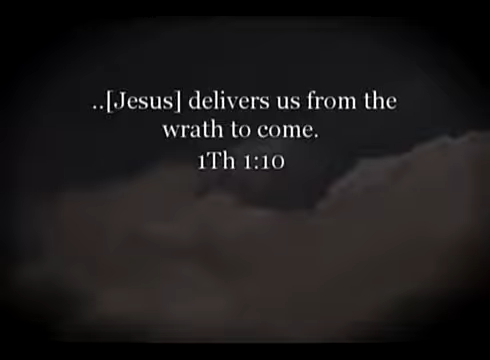 ..[Jesus] delivers us from the
wrath to come.
1Th 1:10